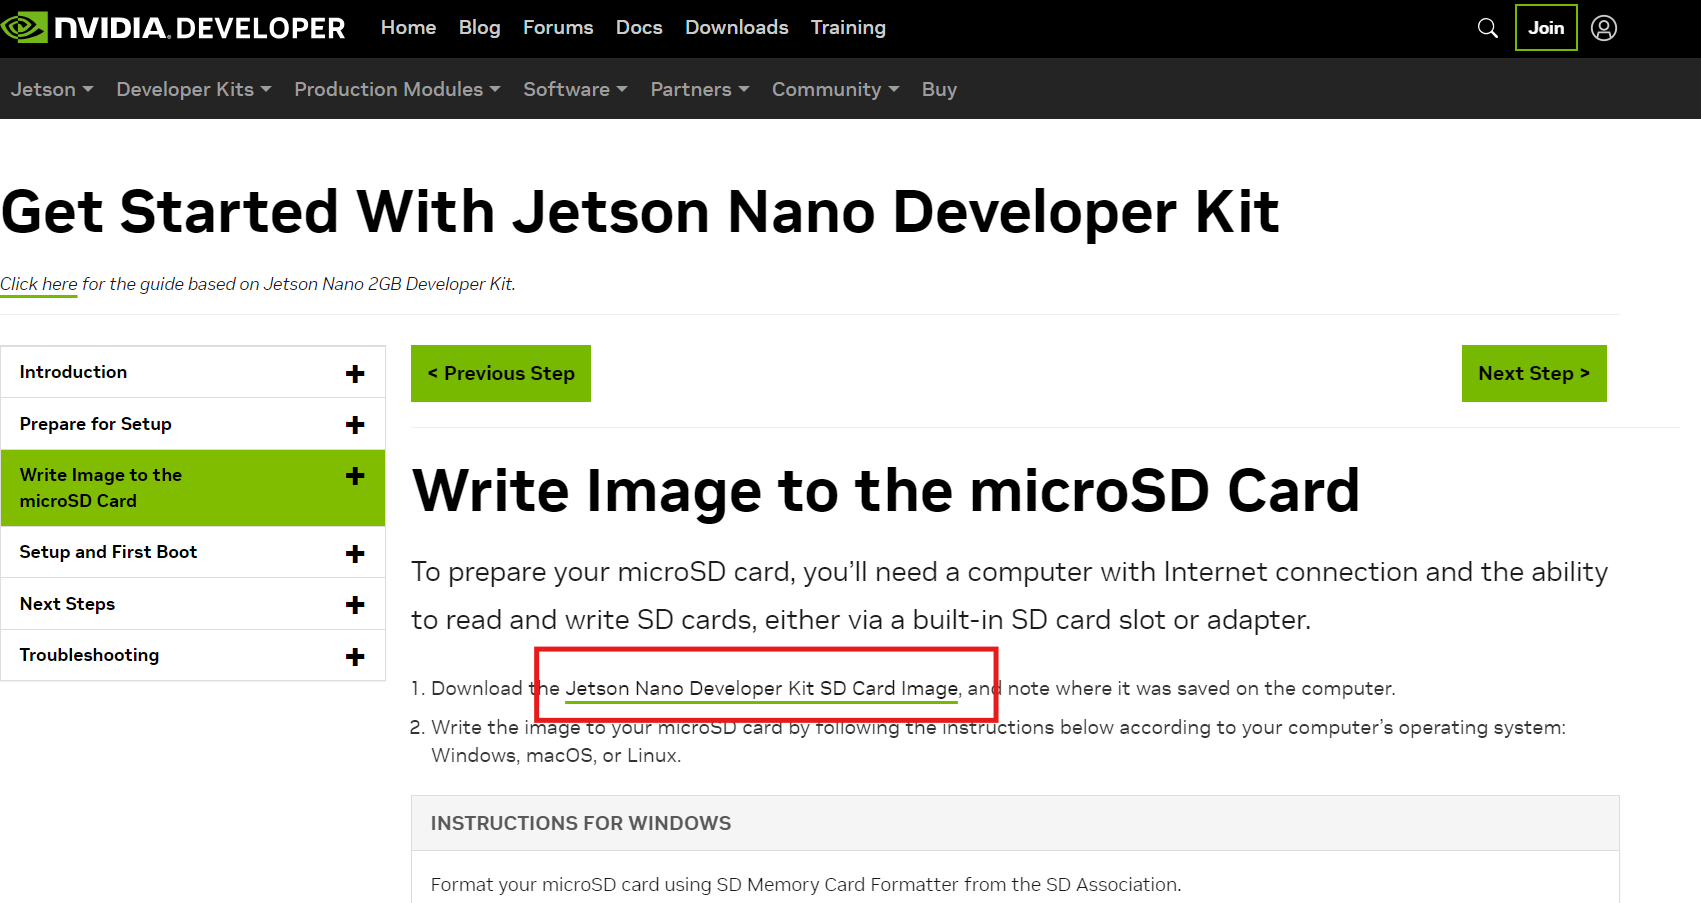 NVIDIA. DEVELOPER Home Blog Forums Docs Downloads Training Join
Jetson Developer Kits Production Modules Software Partners Community Buy
Get Started With Jetson Nano Developer Kit
Click here for the guide based on Jetson Nano 2GB Developer Kit.
Introduction
Prepare for Setup
Write Image to the
microSD Card
Setup and First Boot
Next Steps
Troubleshooting
< Previous Step
Next Step >
Write Image to the microSD Card
To prepare your microSD card, you’ll need a computer with Internet connection and the ability
to read and write SD cards, either via a built-in SD card slot or adapter.
1. Download the Jetson Nano Developer Kit SD Card Image, and note where it was saved on the computer.
2. Write the image to your microSD card by following the instructions below according to your computer’s operating system:
Windows, macOS, or Linux.
INSTRUCTIONS FOR WINDOWS
Format your microSD card using SD Memory Card Formatter from the SD Association.